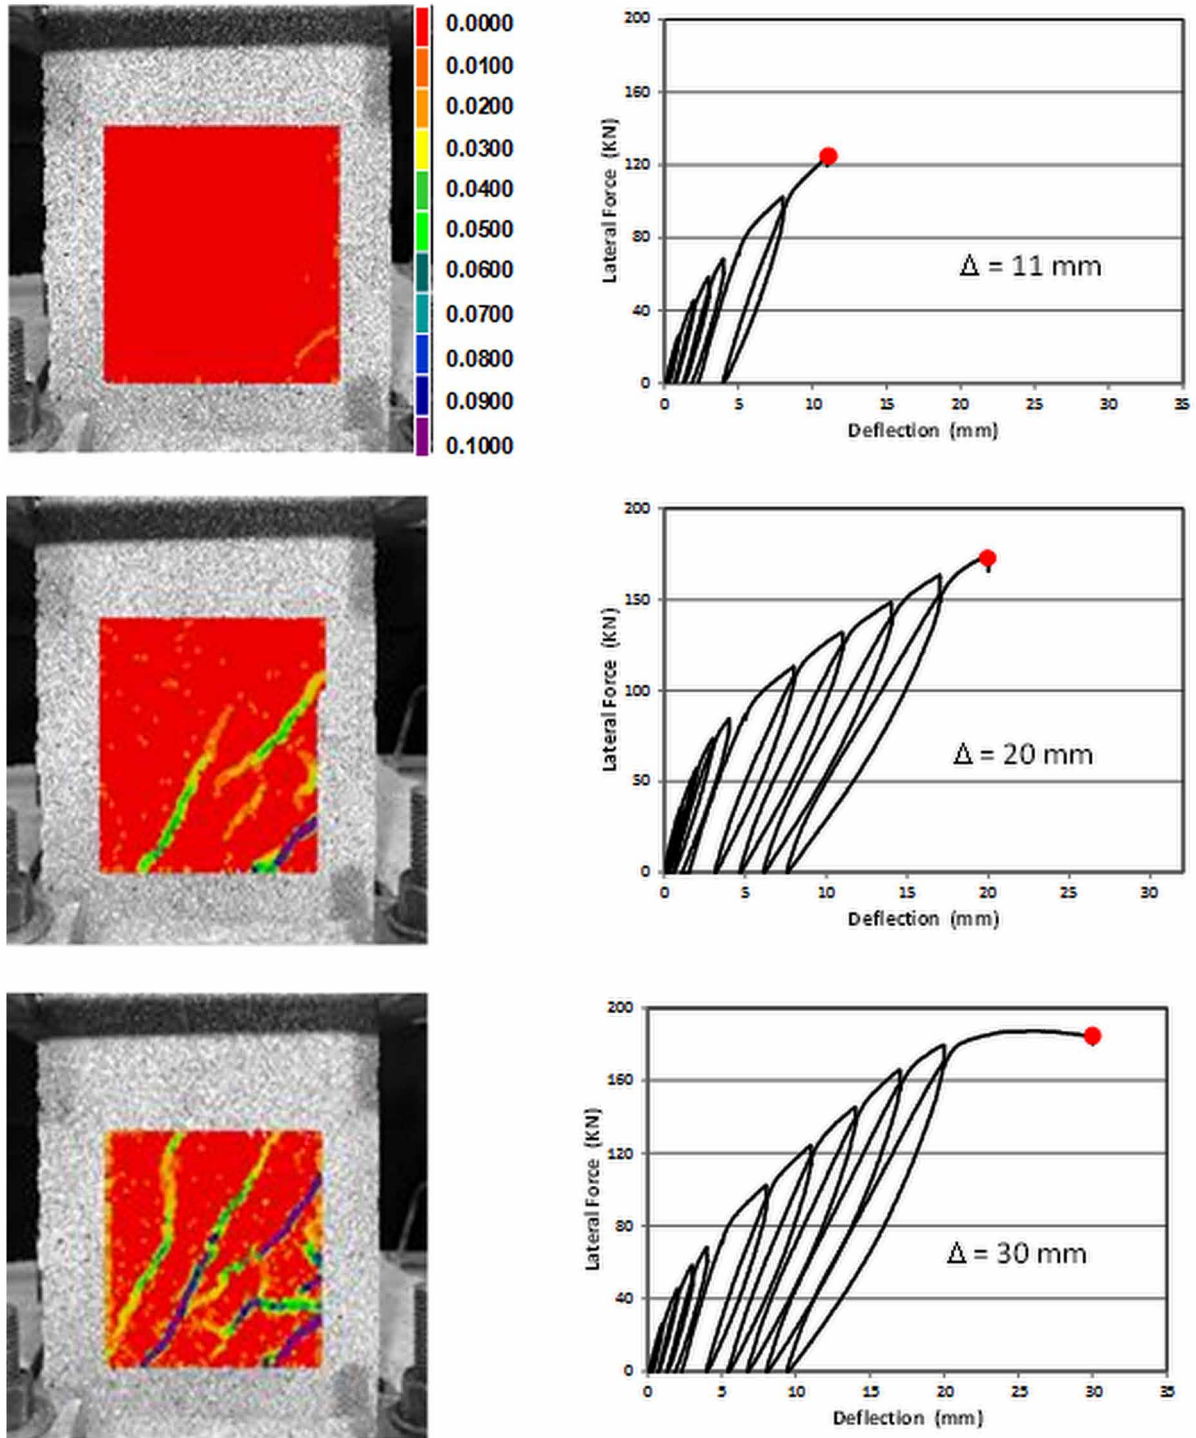 0.0000
0.0100
0.0200
0.0300
0.0400
0.0500
0.0600
0.0700
0.0800
0.0900
0.1000
200
160
120
80
40
0
Lateral Force (KN)
Δ = 11 mm
0 5 10 15 20 25 30 35
Deflection (mm)
200
150
100
50
0
Lateral Force (KN)
Δ = 20 mm
0 5 10 15 20 25 30
Deflection (mm)
200
160
120
80
40
0
Lateral Force (KN)
Δ = 30 mm
0 5 10 15 20 25 30 35
Deflection (mm)